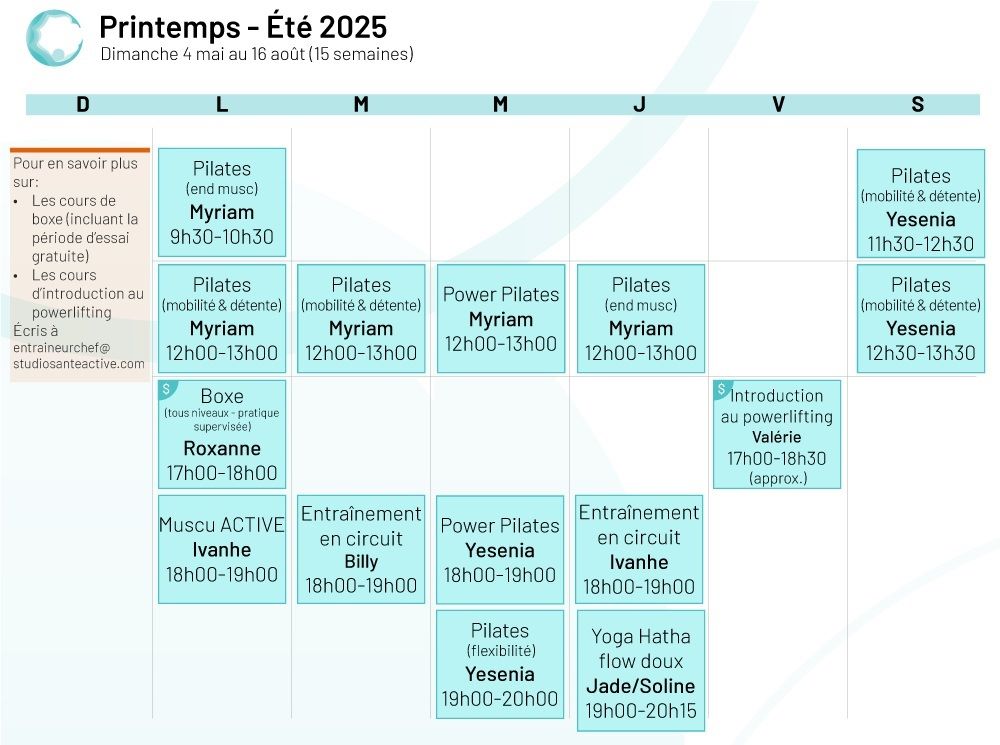 Printemps - Été 2025
Dimanche 4 mai au 16 août (15 semaines)
D L M M J V S
Pour en savoir plus
sur:
• Les cours de
boxe (incluant la
période d'essai
gratuite)
• Les cours
d'introduction au
powerlifting
Écris à
entraineurchef@
studiosanteactive.com
Pilates
(end musc)
Myriam
9h30-10h30
Pilates
(mobilité & détente)
Yesenia
11h30-12h30
Pilates
(mobilité & détente)
Myriam
12h00-13h00
Pilates
(mobilité & détente)
Myriam
12h00-13h00
Power Pilates
Myriam
12h00-13h00
Pilates
(end musc)
Myriam
12h00-13h00
Pilates
(mobilité & détente)
Yesenia
12h30-13h30
$
Boxe
(tous niveaux - pratique
supervisée)
Roxanne
17h00-18h00
$
Introduction
au powerlifting
Valérie
17h00-18h30
(approx.)
Muscu ACTIVE
Ivanhe
18h00-19h00
Entraînement
en circuit
Billy
18h00-19h00
Power Pilates
Yesenia
18h00-19h00
Entraînement
en circuit
Ivanhe
18h00-19h00
Pilates
(flexibilité)
Yesenia
19h00-20h00
Yoga Hatha
flow doux
Jade/Soline
19h00-20h15